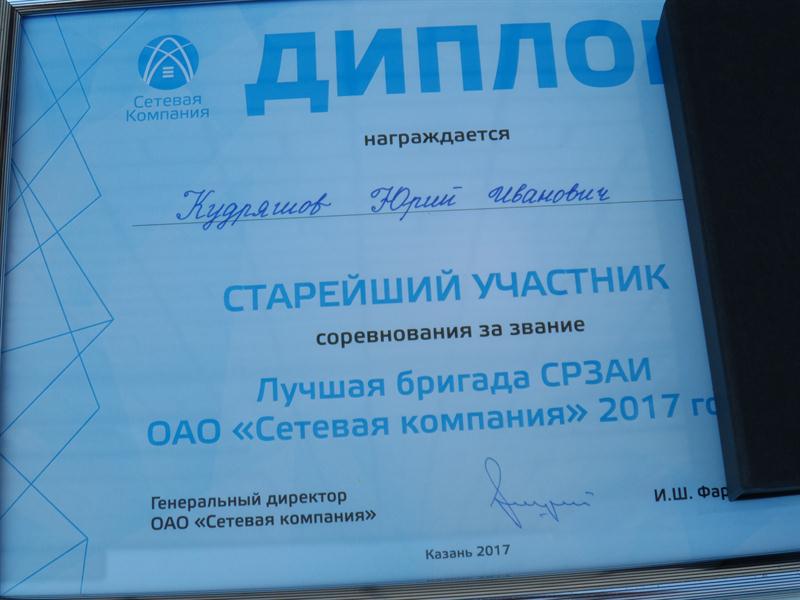 Сетевая
Компания
ДИПЛО
награждается
Кудряшов Юрий Иванович
СТАРЕЙШИЙ УЧАСТНИК
соревнования за звание
Лучшая бригада СРЗАИ
ОАО «Сетевая компания» 2017 го
Генеральный директор
ОАО «Сетевая компания»
И.Ш. Фар
Казань 2017